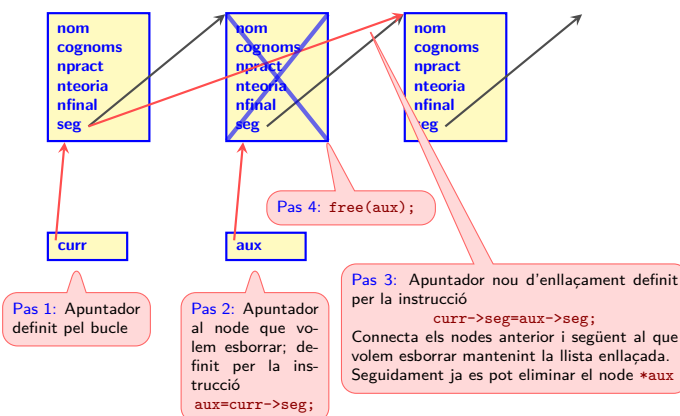 nom
cognoms
npract
nteoria
nfinal
seg
nom
cognoms
npract
nteoria
nfinal
seg
nom
cognoms
npract
nteoria
nfinal
seg
Pas 4: free(aux);
curr
aux
Pas 1: Apuntador
definit pel bucle
Pas 2: Apuntador
al node que vo-
lem esborrar; de-
finit per la ins-
trucció
aux=curr->seg;
Pas 3: Apuntador nou d'enllaçament definit
per la instrucció
curr->seg=aux->seg;
Connecta els nodes anterior i següent al que
volem esborrar mantenint la llista enllaçada.
Seguidament ja es pot eliminar el node *aux